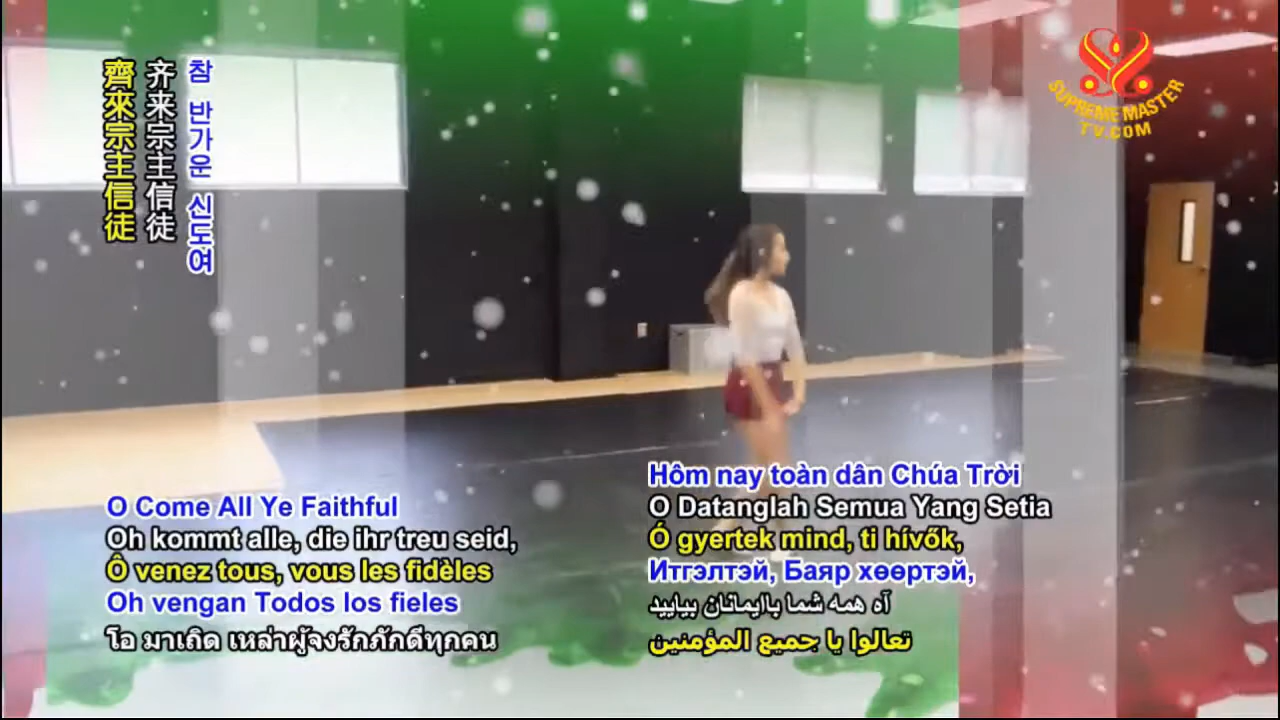 齊來宗主信徒
齐来宗主信徒
참 반가운 신도여
SUPREME MASTER
TV.COM
O Come All Ye Faithful
Oh kommt alle, die ihr treu seid,
Ô venez tous, vous les fidèles
Oh vengan Todos los fieles
โอ มาเถิด เหล่าผู้จงรักภักดีทุกคน
Hôm nay toàn dân Chúa Trời
O Datanglah Semua Yang Setia
Ó gyertek mind, ti hívők,
Итгэлтэй, Баяр хөөртэй,
آه همه شما باایمانان بیایید
تعالوا يا جميع المؤمنين